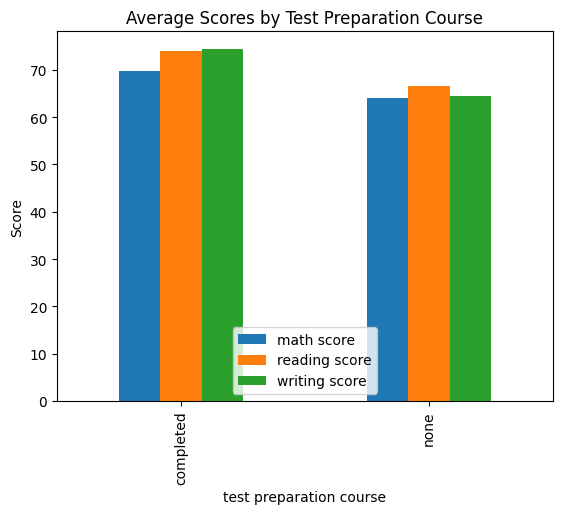 Average Scores by Test Preparation Course
Score
70
60
50
40
30
20
10
0
math score
reading score
writing score
completed
none
test preparation course